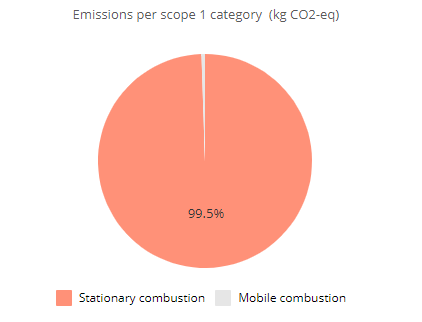 Emissions per scope 1 category (kg CO2-eq)
99.5%
Stationary combustion
Mobile combustion